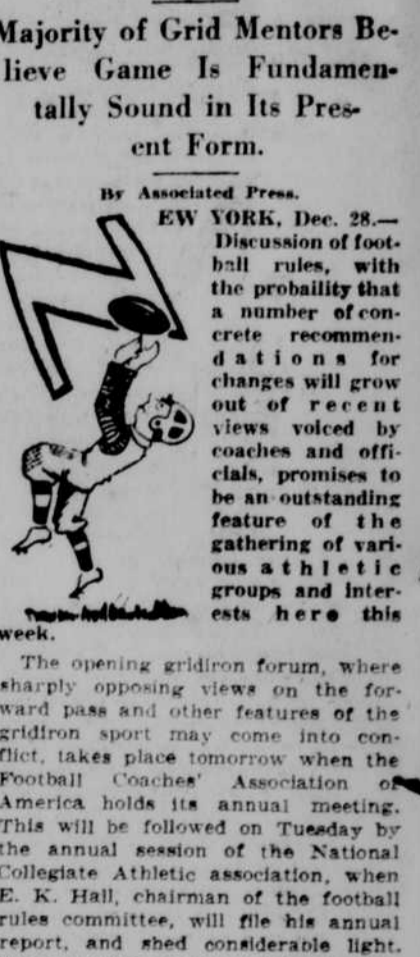 Majority of Grid Mentors Be-
lieve Game Is Fundamen-
tally Sound in Its Pres-
ent Form.
By Associated Press.
NEW YORK, Dec. 28.—
Discussion of foot-
ball rules, with
the probaility that
a number of con-
crete recommen-
dations for
changes will grow
out of recent
views voiced by
coaches and offi-
cials, promises to
be an outstanding
feature of the
gathering of vari-
ous athletic
groups and inter-
ests here this
week.
The opening gridiron forum, where
sharply opposing views on the for-
ward pass and other features of the
gridiron sport may come into con-
flict, takes place tomorrow when the
Football Coaches' Association of
America holds its annual meeting.
This will be followed on Tuesday by
the annual session of the National
Collegiate Athletic association, when
E. K. Hall, chairman of the football
rules committee, will file his annual
report, and shed considerable light.